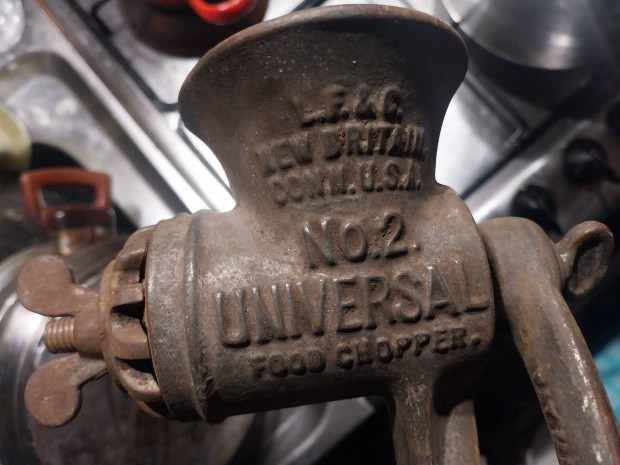 L.F.&C.
NEW BRITAIN,
CONN. U.S.A.
No. 2.
UNIVERSAL
FOOD CHOPPER.